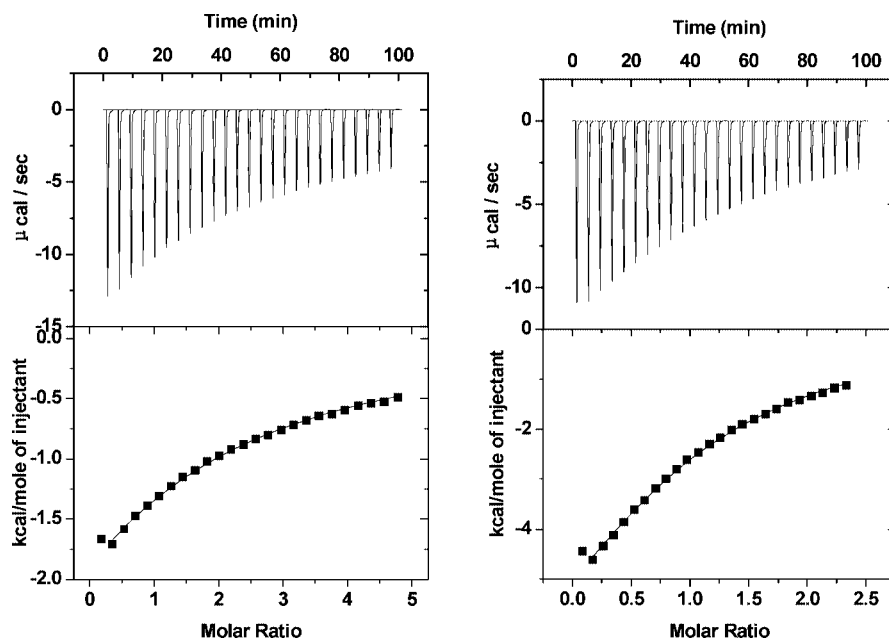 Time (min)
0 20 40 60 80 100
0
-5
-10
-15
μ cal / sec
0.0
-0.5
-1.0
-1.5
-2.0
kcal/mole of injectant
0 1 2 3 4 5
Molar Ratio
Time (min)
0 20 40 60 80 100
0
-5
-10
0
μ cal / sec
-2
-4
kcal/mole of injectant
0.0 0.5 1.0 1.5 2.0 2.5
Molar Ratio